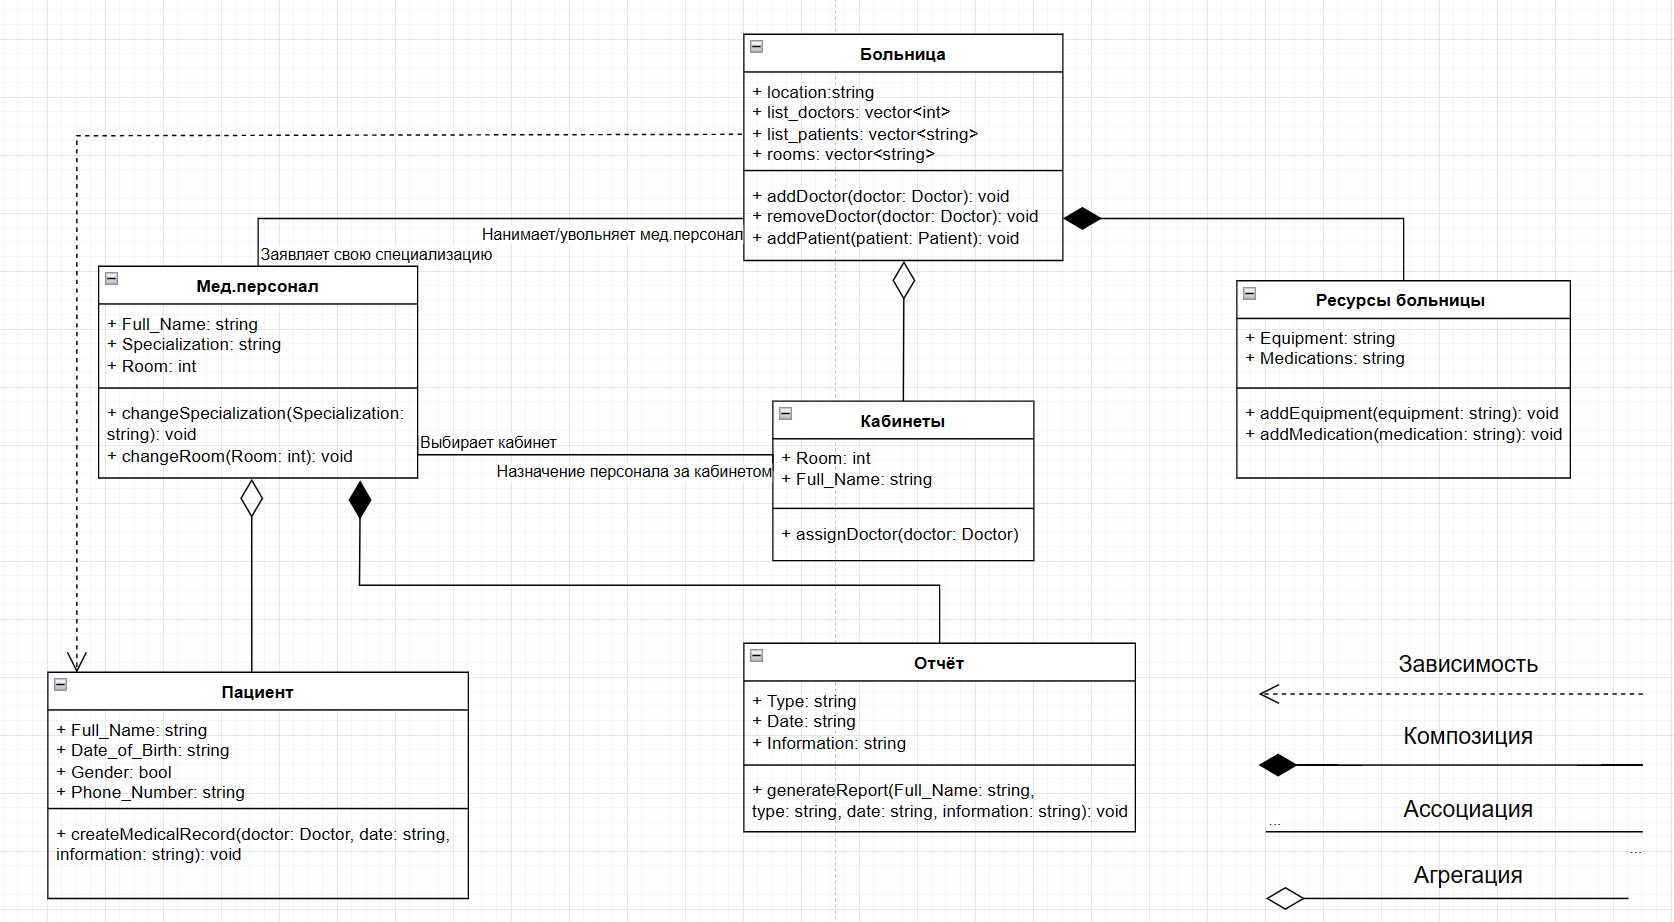 Больница
+ location:string
+ list_doctors: vector<int>
+ list_patients: vector<string>
+ rooms: vector<string>
+ addDoctor(doctor: Doctor): void
+ removeDoctor(doctor: Doctor): void
+ addPatient(patient: Patient): void
Нанимает/увольняет мед.персонал
Заявляет свою специализацию
Мед.персонал
+ Full_Name: string
+ Specialization: string
+ Room: int
+ changeSpecialization(Specialization:
string): void
+ changeRoom(Room: int): void
Ресурсы больницы
+ Equipment: string
+ Medications: string
+ addEquipment(equipment: string): void
+ addMedication(medication: string): void
Выбирает кабинет
Назначение персонала за кабинетом
Кабинеты
+ Room: int
+ Full_Name: string
+ assignDoctor(doctor: Doctor)
Пациент
+ Full_Name: string
+ Date_of_Birth: string
+ Gender: bool
+ Phone_Number: string
+ createMedicalRecord(doctor: Doctor, date: string,
information: string): void
Отчёт
+ Type: string
+ Date: string
+ Information: string
+ generateReport(Full_Name: string,
type: string, date: string, information: string): void
Зависимость
Композиция
Ассоциация
...
...
Агрегация